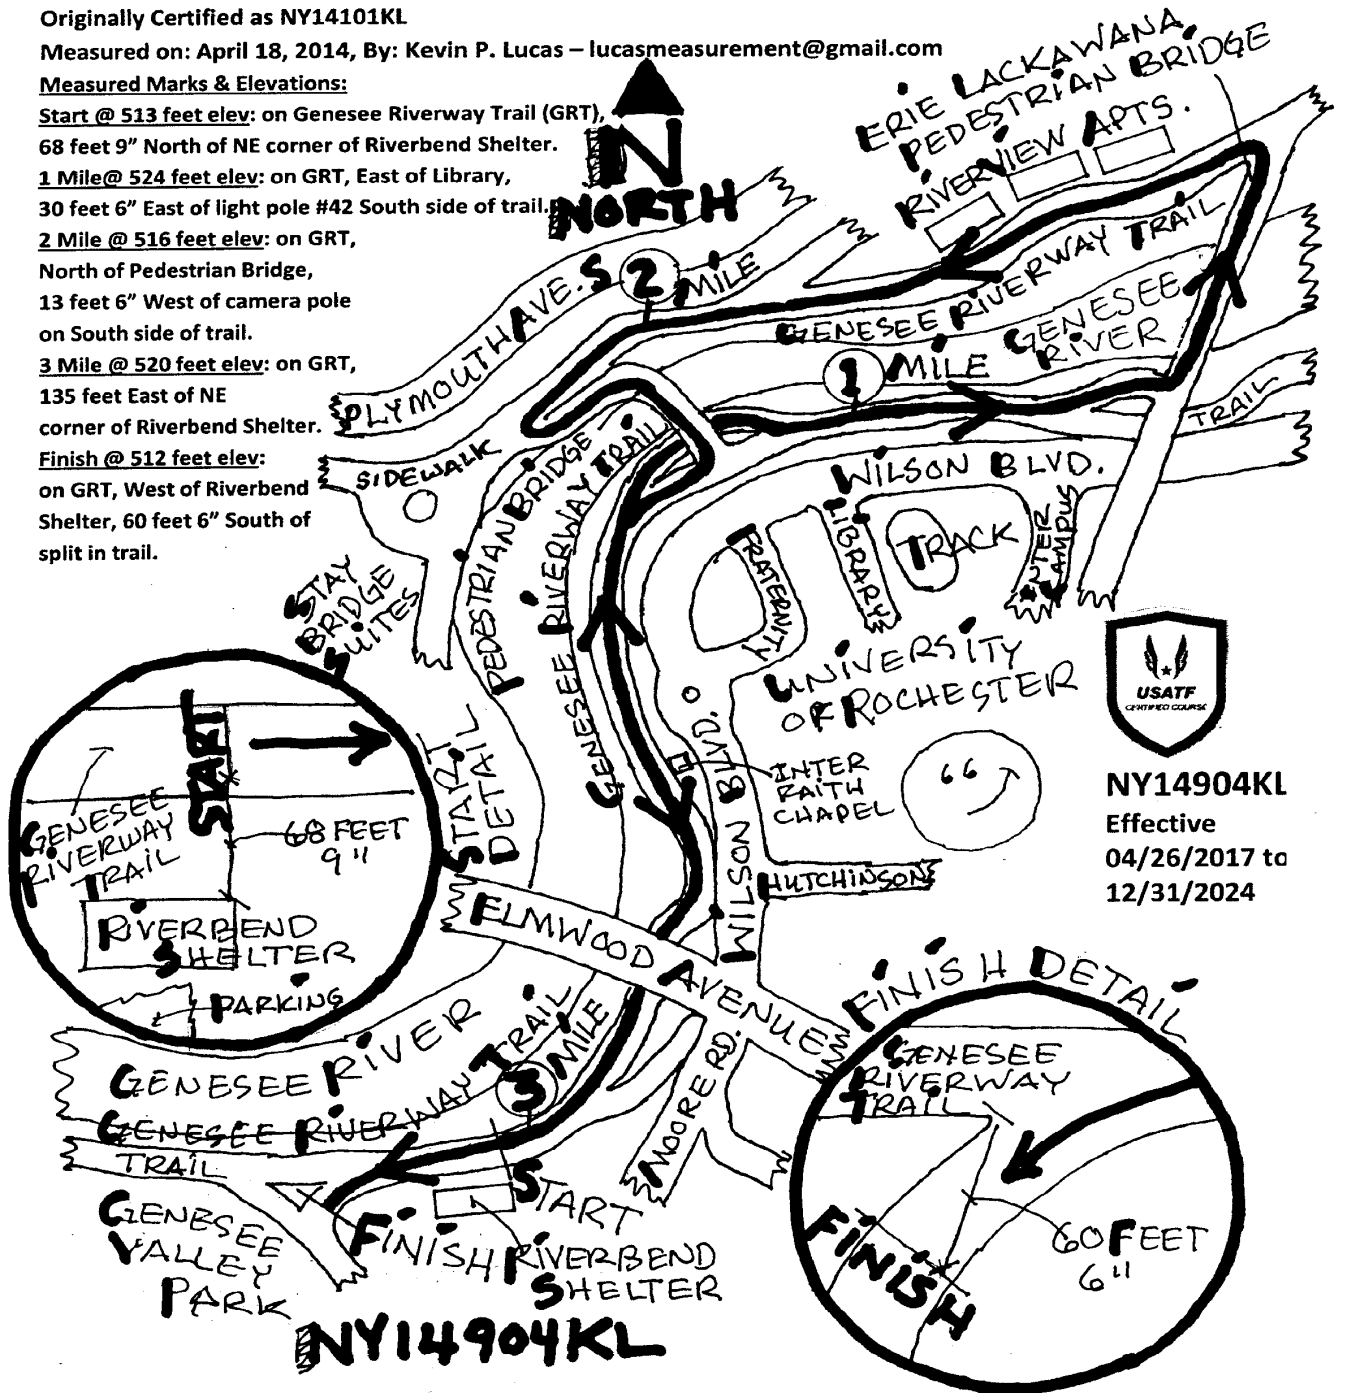 Originally Certified as NY14101KL
Measured on: April 18, 2014, By: Kevin P. Lucas – lucasmeasurement@gmail.com
Measured Marks & Elevations:
Start @ 513 feet elev: on Genesee Riverway Trail (GRT),
68 feet 9" North of NE corner of Riverbend Shelter.
1 Mile@ 524 feet elev: on GRT, East of Library,
30 feet 6" East of light pole #42 South side of trail.
2 Mile @ 516 feet elev: on GRT,
North of Pedestrian Bridge,
13 feet 6" West of camera pole
on South side of trail.
3 Mile @ 520 feet elev: on GRT,
135 feet East of NE
corner of Riverbend Shelter.
Finish @ 512 feet elev:
on GRT, West of Riverbend
Shelter, 60 feet 6" South of
split in trail.
N
NORTH
ERIE LACKAWANA
PEDESTRIAN BRIDGE
RIVERVIEW APTS.
PLYMOUTH AVE. S
2 MILE
GENESEE RIVERWAY TRAIL
GENESEE
RIVER
1 MILE
TRAIL
SIDEWALK
PEDESTRIAN BRIDGE
GENESEE RIVERWAY TRAIL
WILSON BLVD.
FRATERNITY
LIBRARY
TRACK
INTER
CAMPUS
STAY
BRIDGE
SUITES
UNIVERSITY
OF ROCHESTER
USATF
CERTIFIED COURSE
NY14904KL
Effective
04/26/2017 to
12/31/2024
INTER
FAITH
CHAPEL
WILSON BLVD.
HUTCHINSON
START
DETAIL
START
GENESEE
RIVERWAY
TRAIL
68 FEET
9"
RIVERBEND
SHELTER
PARKING
ELMWOOD AVENUE
GENESEE RIVER
GENESEE RIVERWAY TRAIL
3 MILE
MOORE RD.
TRAIL
GENESEE
VALLEY
PARK
START
FINISH
RIVERBEND
SHELTER
FINISH DETAIL
GENESEE
RIVERWAY
TRAIL
60 FEET
6"
FINISH
NY14904KL